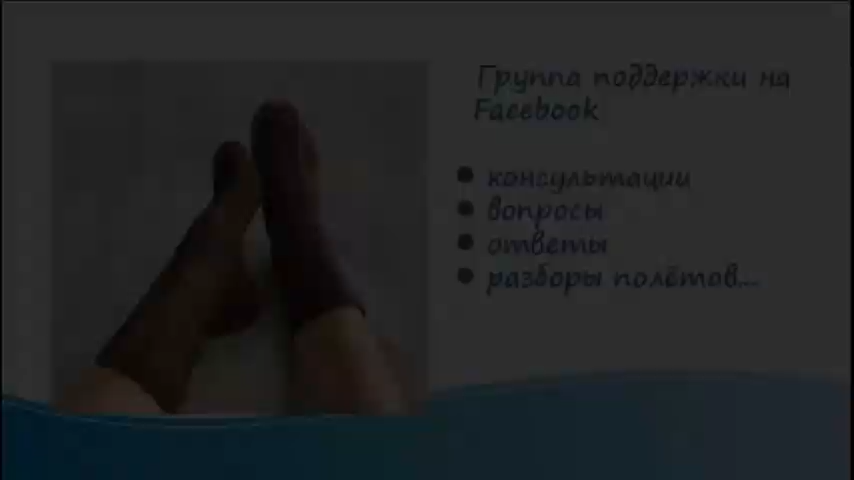 Группа поддержки на
Facebook
● консультации
● вопросы
● ответы
● разборы полётов...